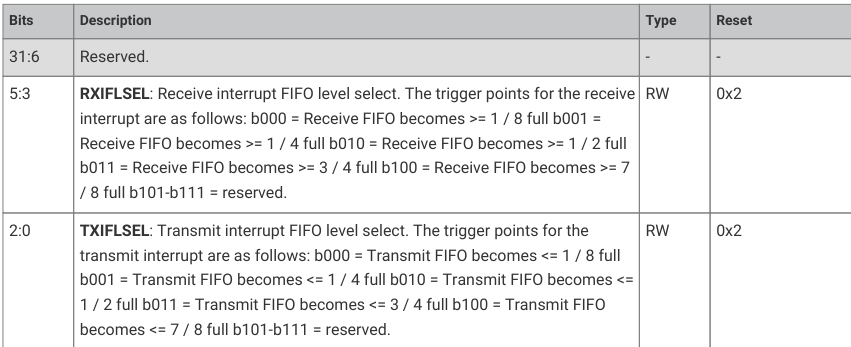 Bits Description Type Reset
31:6 Reserved. - -
5:3 RXIFLSEL: Receive interrupt FIFO level select. The trigger points for the receive RW 0x2
interrupt are as follows: b000 = Receive FIFO becomes >= 1 / 8 full b001 =
Receive FIFO becomes >= 1 / 4 full b010 = Receive FIFO becomes >= 1 / 2 full
b011 = Receive FIFO becomes >= 3 / 4 full b100 = Receive FIFO becomes >= 7
/ 8 full b101-b111 = reserved.
2:0 TXIFLSEL: Transmit interrupt FIFO level select. The trigger points for the RW 0x2
transmit interrupt are as follows: b000 = Transmit FIFO becomes <= 1 / 8 full
b001 = Transmit FIFO becomes <= 1 / 4 full b010 = Transmit FIFO becomes <=
1 / 2 full b011 = Transmit FIFO becomes <= 3 / 4 full b100 = Transmit FIFO
becomes <= 7 / 8 full b101-b111 = reserved.